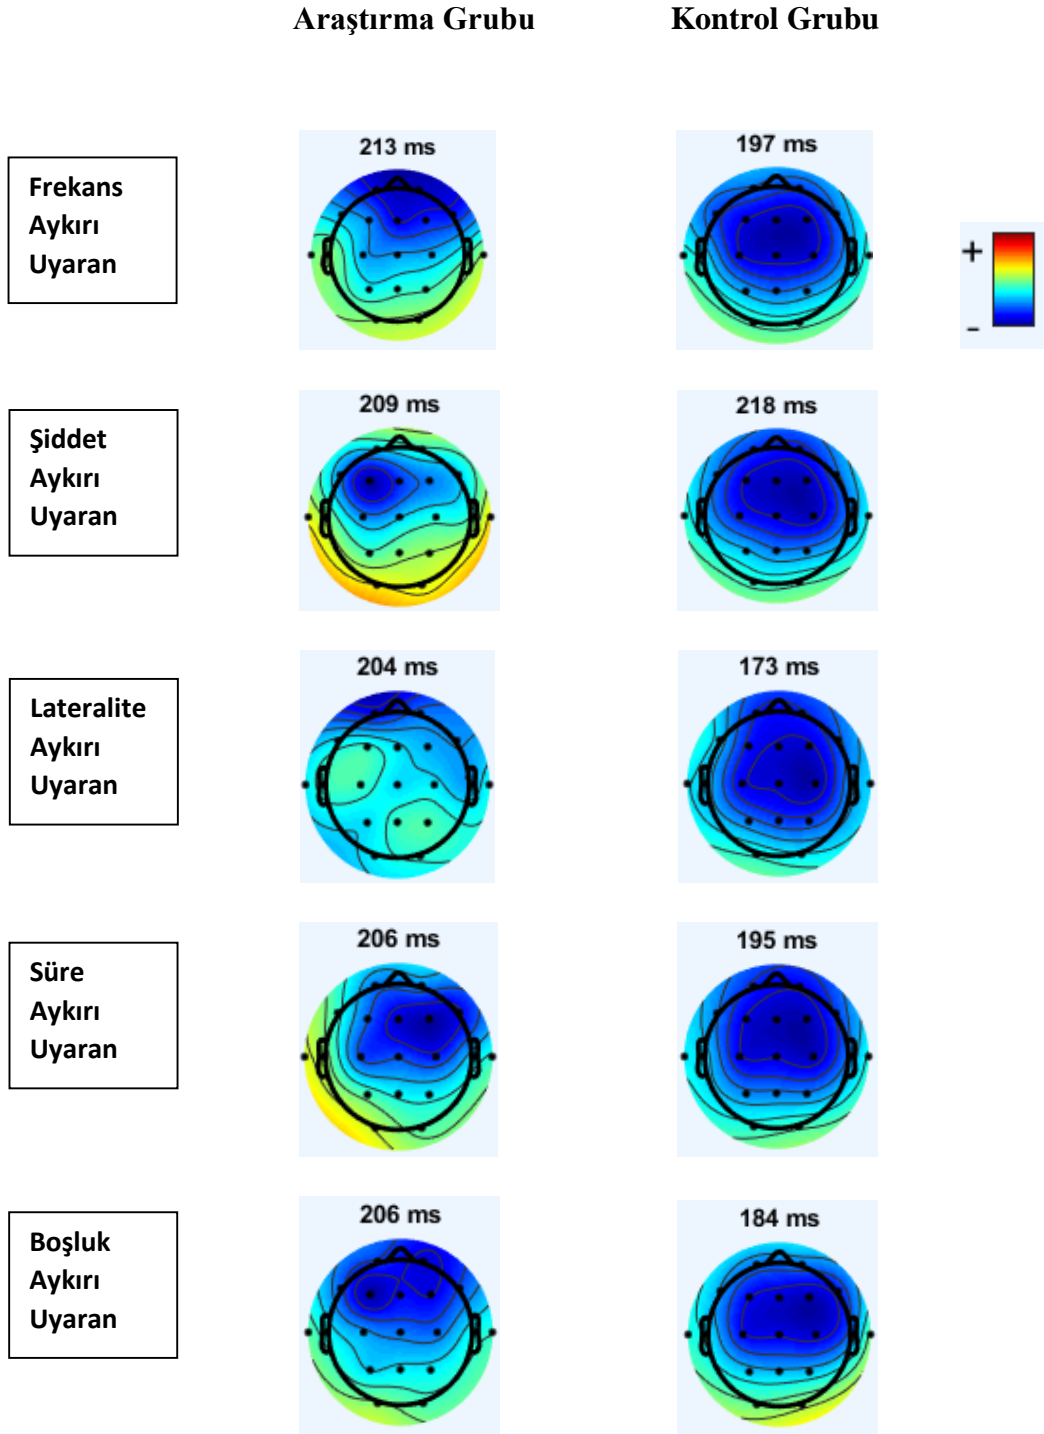 Araştırma Grubu Kontrol Grubu
213 ms 197 ms
Frekans
Aykırı
Uyaran
+
-
209 ms 218 ms
Şiddet
Aykırı
Uyaran
204 ms 173 ms
Lateralite
Aykırı
Uyaran
206 ms 195 ms
Süre
Aykırı
Uyaran
206 ms 184 ms
Boşluk
Aykırı
Uyaran